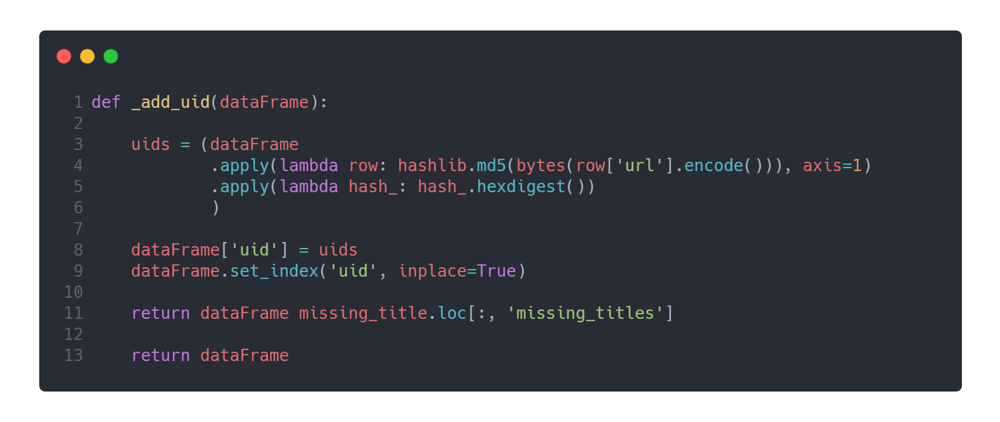 1 def _add_uid(dataFrame):
2
3     uids = (dataFrame
4             .apply(lambda row: hashlib.md5(bytes(row['url'].encode())), axis=1)
5             .apply(lambda hash_: hash_.hexdigest())
6             )
7
8     dataFrame['uid'] = uids
9     dataFrame.set_index('uid', inplace=True)
10
11     return dataFrame missing_title.loc[:, 'missing_titles']
12
13     return dataFrame